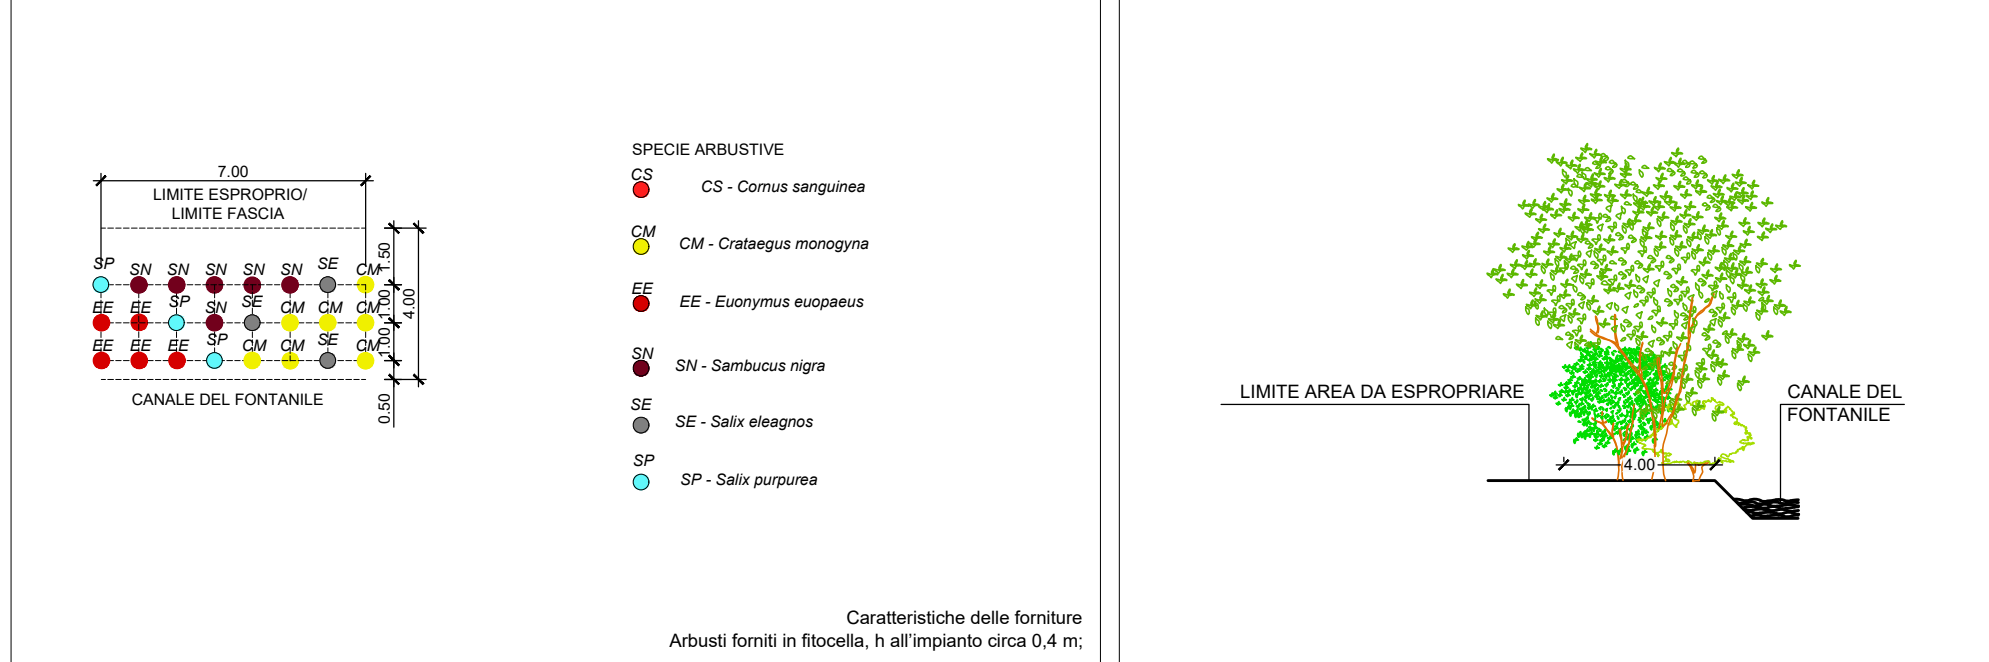 7.00
LIMITE ESPROPRIO/
LIMITE FASCIA
SP SN SN SN SN SN SE CM
EE EE SP SN SE CM CM CM
EE EE EE SP CM CM SE CM
1.50
1.00
1.00
4.00
0.50
CANALE DEL FONTANILE
SPECIE ARBUSTIVE
CS
CS - Cornus sanguinea
CM
CM - Crataegus monogyna
EE
EE - Euonymus euopaeus
SN
SN - Sambucus nigra
SE
SE - Salix eleagnos
SP
SP - Salix purpurea
Caratteristiche delle forniture
Arbusti forniti in fitocella, h all'impianto circa 0,4 m;
LIMITE AREA DA ESPROPRIARE
CANALE DEL
FONTANILE
4.00